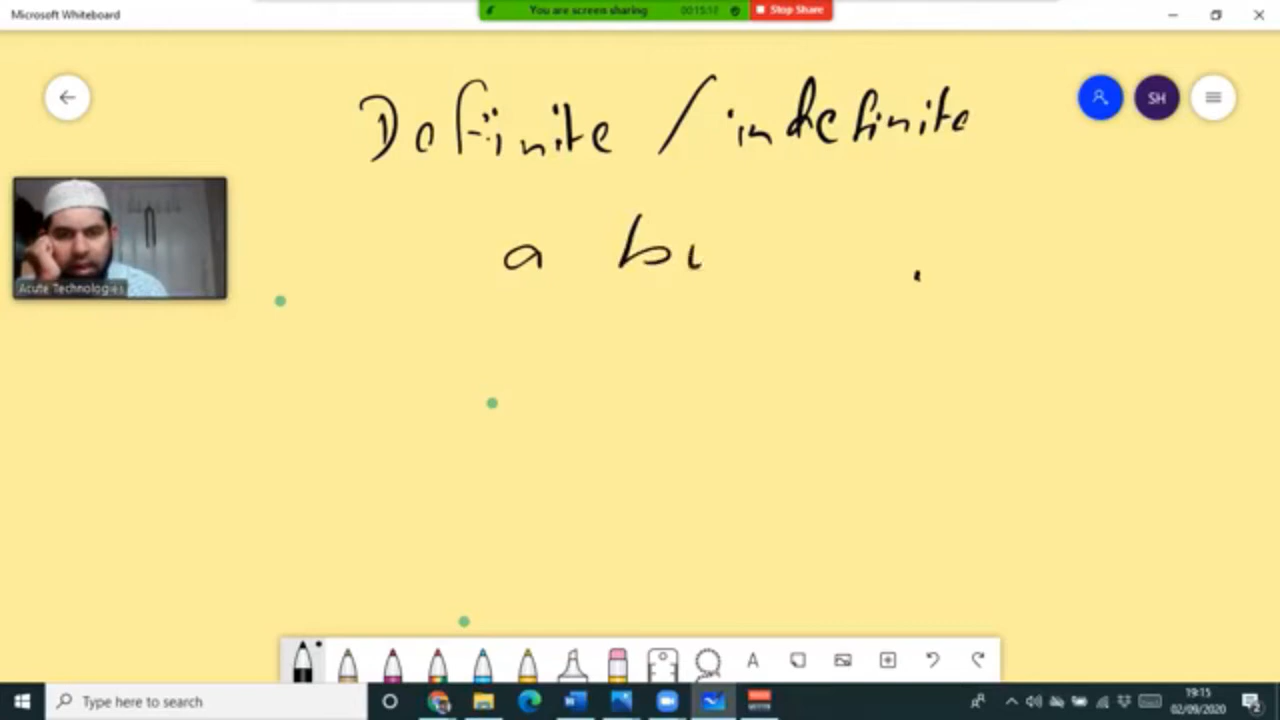 Microsoft Whiteboard
You are screen sharing
Stop Share
Definite / indefinite
SH
a bi
Acute Technologies
A
Type here to search
19:15
02/09/2020
2